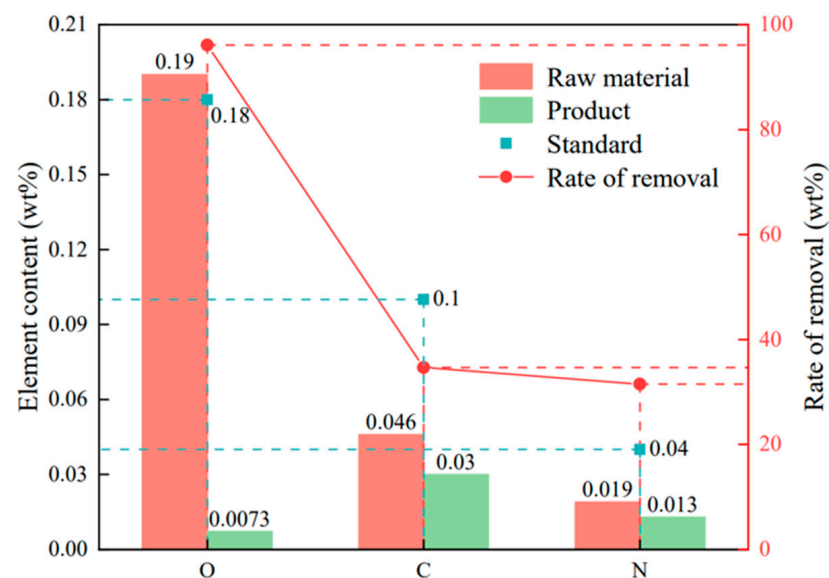 Element content (wt%)
0.21
0.18
0.15
0.12
0.09
0.06
0.03
0.00
0.19
0.18
0.0073
0.1
0.046
0.03
0.04
0.019
0.013
Raw material
Product
Standard
Rate of removal
O
C
N
100
80
60
40
20
0
Rate of removal (wt%)